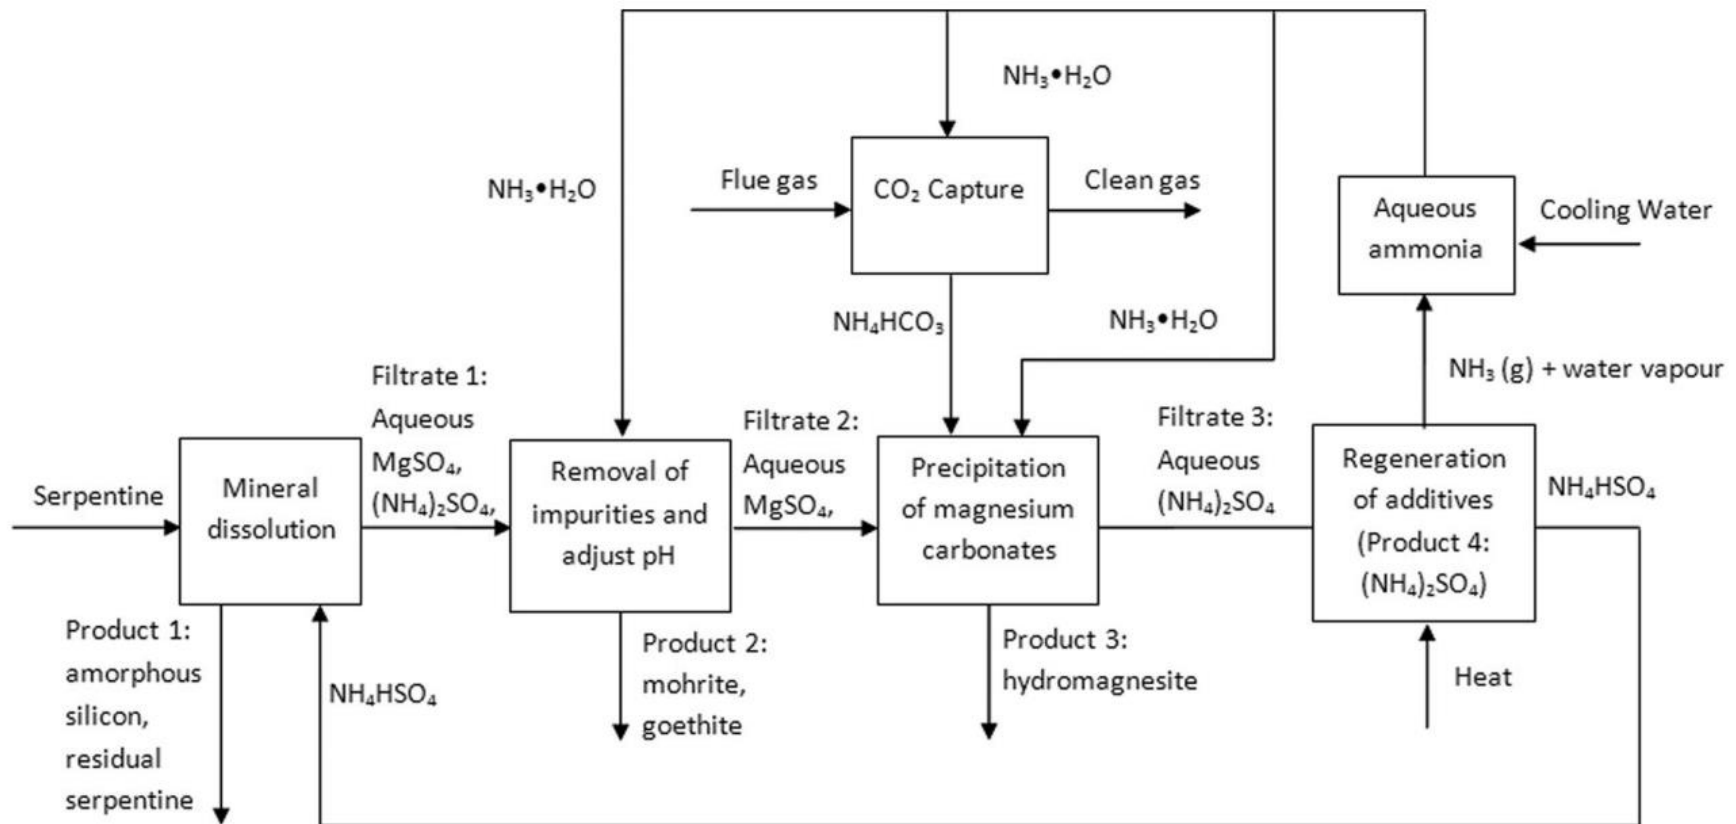 NH₃•H₂O
NH₃•H₂O
Flue gas
CO₂ Capture
Clean gas
Aqueous
ammonia
Cooling Water
NH₄HCO₃
NH₃•H₂O
NH₃ (g) + water vapour
Serpentine
Mineral
dissolution
Filtrate 1:
Aqueous
MgSO₄,
(NH₄)₂SO₄,
Removal of
impurities and
adjust pH
Filtrate 2:
Aqueous
MgSO₄,
Precipitation
of magnesium
carbonates
Filtrate 3:
Aqueous
(NH₄)₂SO₄
Regeneration
of additives
(Product 4:
(NH₄)₂SO₄)
NH₄HSO₄
Product 1:
amorphous
silicon,
residual
serpentine
NH₄HSO₄
Product 2:
mohrite,
goethite
Product 3:
hydromagnesite
Heat